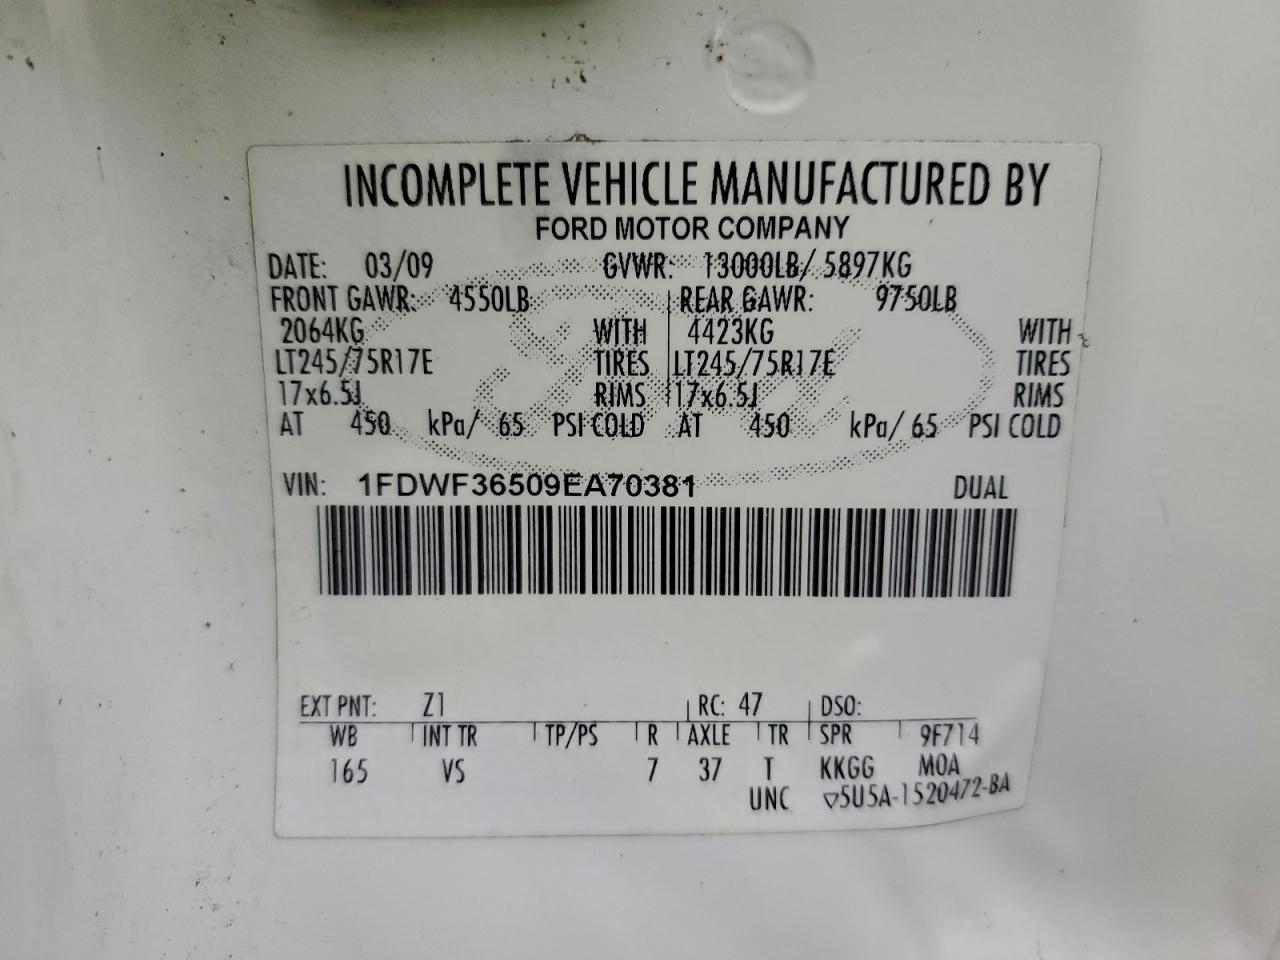 INCOMPLETE VEHICLE MANUFACTURED BY
FORD MOTOR COMPANY
DATE: 03/09 GVWR: 13000LB/ 5897KG
FRONT GAWR: 4550LB REAR GAWR: 9750LB
2064KG WITH 4423KG WITH
LT245/75R17E TIRES LT245/75R17E TIRES
17x6.5J RIMS 17x6.5J RIMS
AT 450 kPa/ 65 PSI COLD AT 450 kPa/ 65 PSI COLD
VIN: 1FDWF36509EA70381 DUAL
EXT PNT: Z1 RC: 47 DSO:
WB INT TR TP/PS R AXLE TR SPR 9F714
165 VS 7 37 T KKGG MOA
UNC ▽5U5A-1520472-BA
Ford